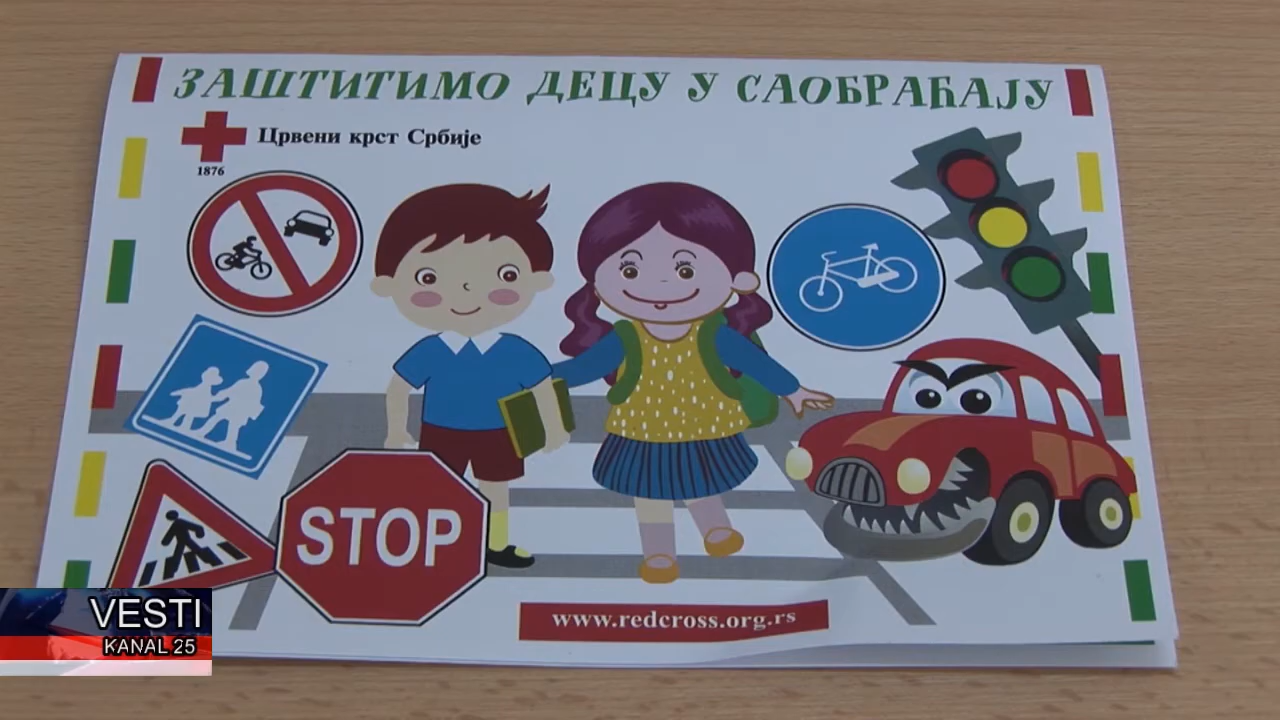 ЗАШТИТИМО ДЕЦУ У САОБРАЋАЈУ
Црвени крст Србије
1876
STOP
www.redcross.org.rs
VESTI
KANAL 25